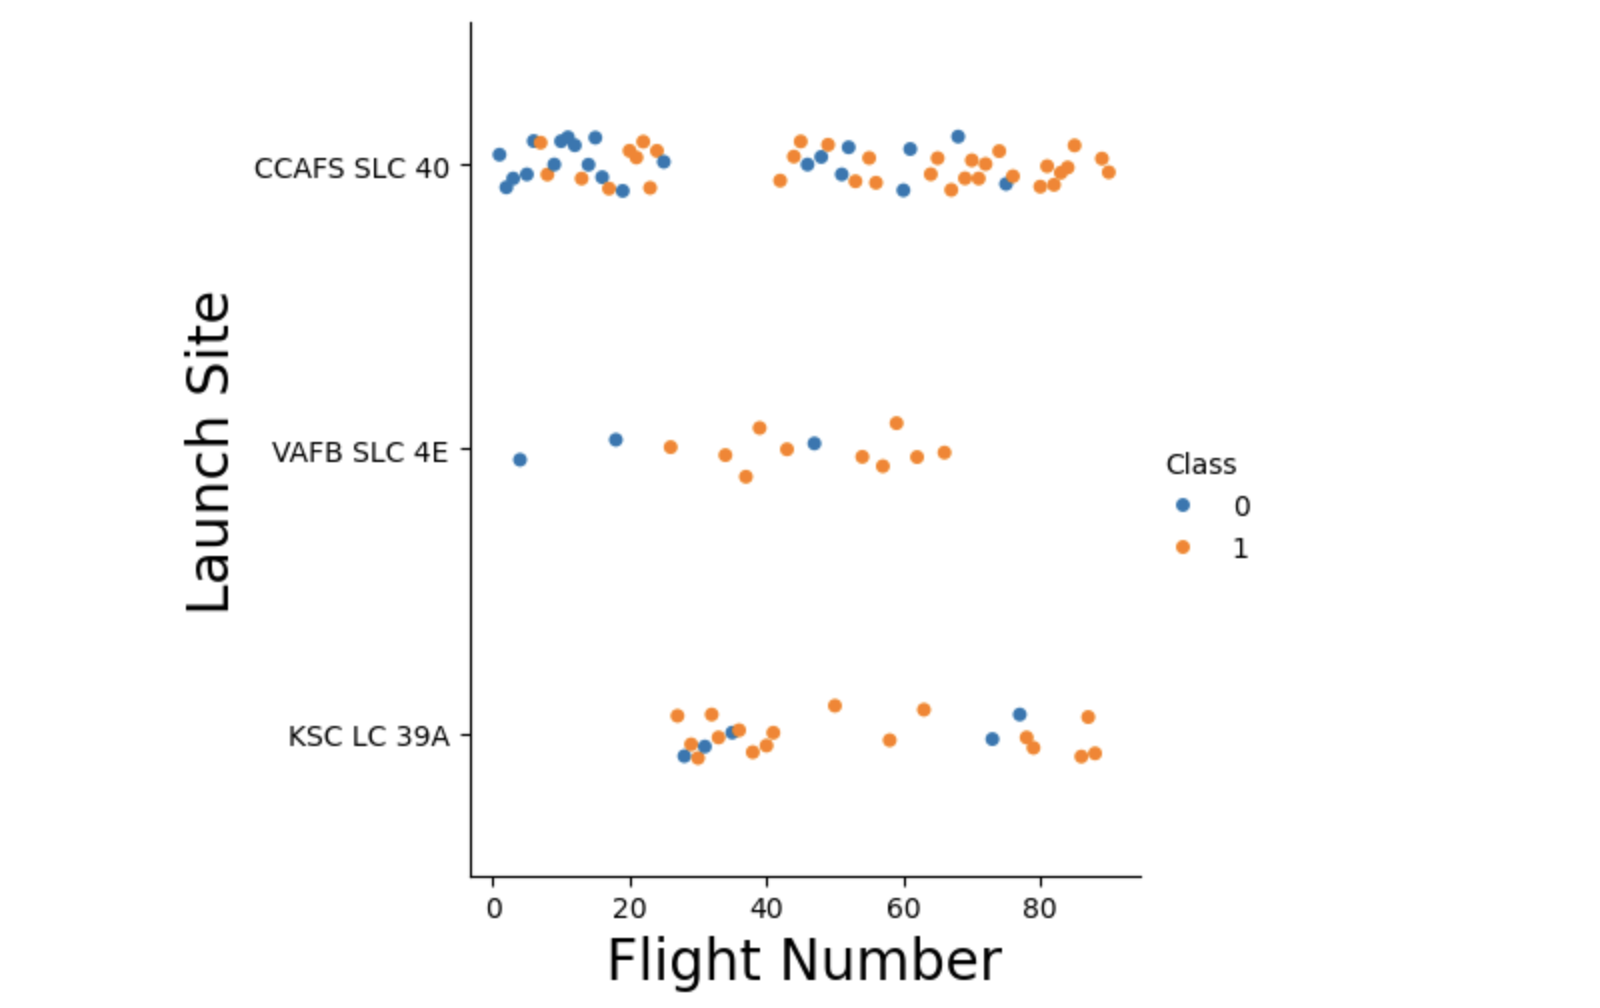 CCAFS SLC 40
VAFB SLC 4E
KSC LC 39A
Launch Site
0 20 40 60 80
Flight Number
Class
0
1